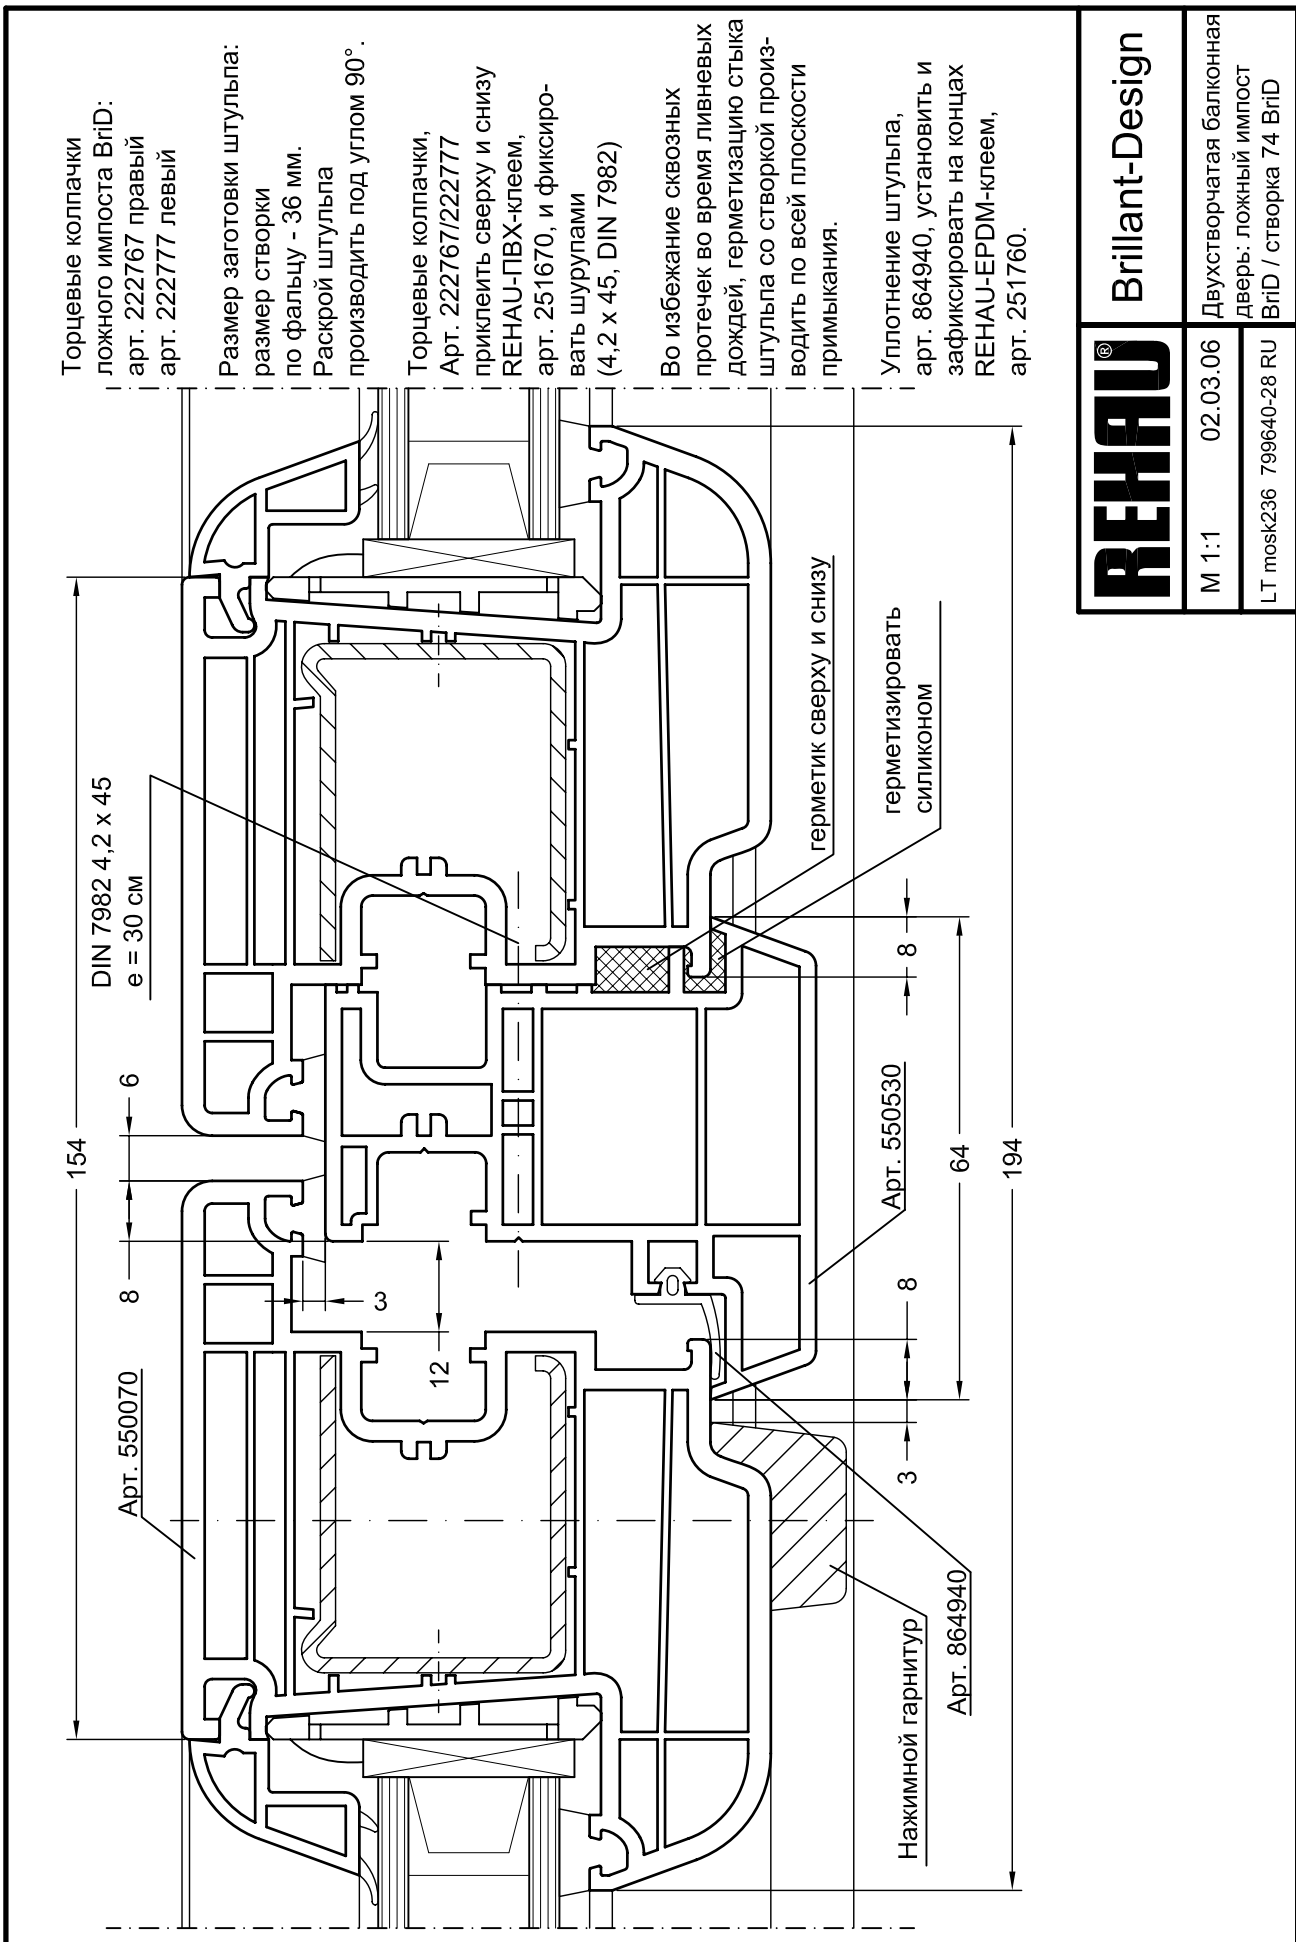 Торцевые колпачки
ложного импоста BriD:
арт. 222767 правый
арт. 222777 левый
Размер заготовки штульпа:
размер створки
по фальцу - 36 мм.
Раскрой штульпа
производить под углом 90°.
Торцевые колпачки,
Арт. 222767/222777
приклеить сверху и снизу
REHAU-ПВХ-клеем,
арт. 251670, и фиксиро-
вать шурупами
(4,2 x 45, DIN 7982)
Во избежание сквозных
протечек во время ливневых
дождей, герметизацию стыка
штульпа со створкой произ-
водить по всей плоскости
примыкания.
Уплотнение штульпа,
арт. 864940, установить и
зафиксировать на концах
REHAU-EPDM-клеем,
арт. 251760.
154
DIN 7982 4,2 x 45
e = 30 см
6
8
3
12
Арт. 550070
герметик сверху и снизу
герметизировать
силиконом
8
64
194
Арт. 550530
8
3
Арт. 864940
Нажимной гарнитур
REHAU®
Brillant-Design
M 1:1 02.03.06
Двухстворчатая балконная
дверь: ложный импост
BriD / створка 74 BriD
LT mosk236 799640-28 RU